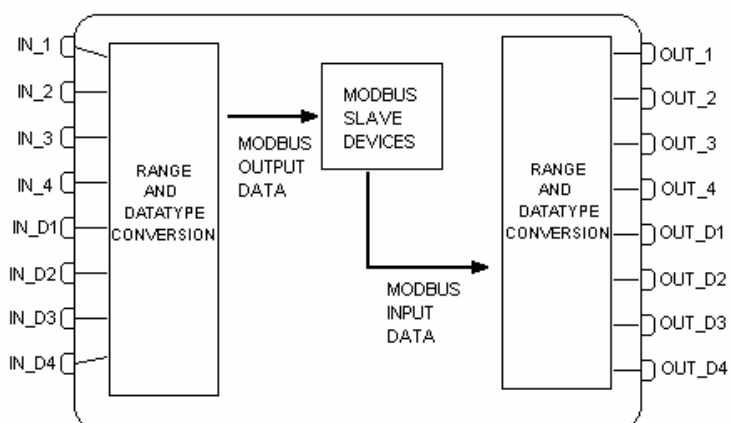 IN_1
IN_2
IN_3
IN_4
IN_D1
IN_D2
IN_D3
IN_D4
RANGE
AND
DATATYPE
CONVERSION
MODBUS
OUTPUT
DATA
MODBUS
SLAVE
DEVICES
MODBUS
INPUT
DATA
RANGE
AND
DATATYPE
CONVERSION
OUT_1
OUT_2
OUT_3
OUT_4
OUT_D1
OUT_D2
OUT_D3
OUT_D4